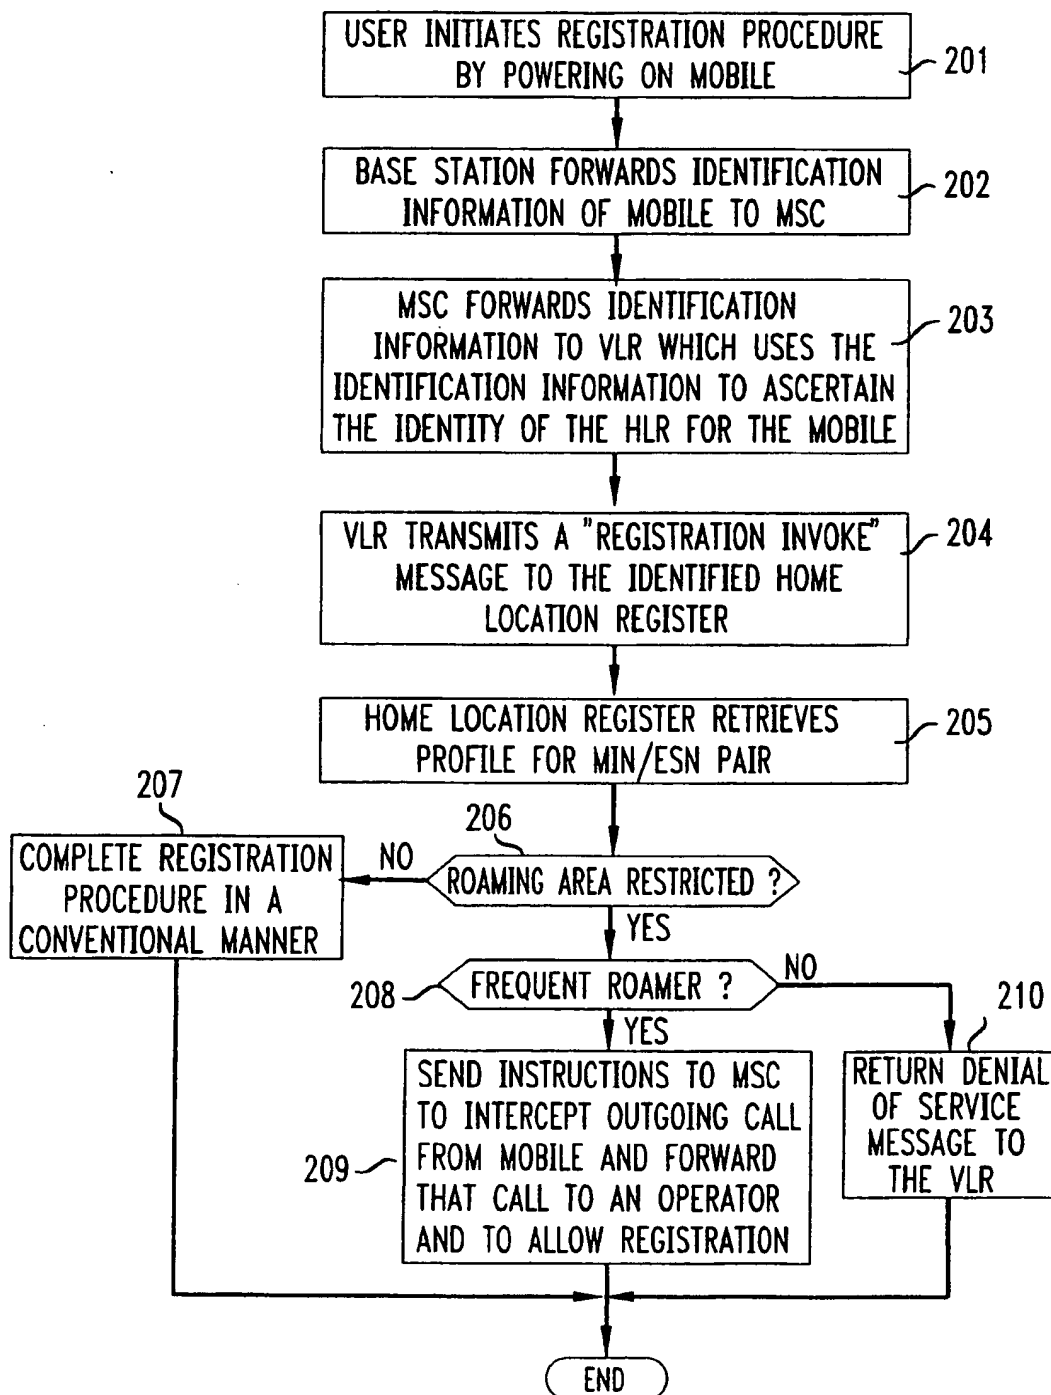 USER INITIATES REGISTRATION PROCEDURE
BY POWERING ON MOBILE
201
BASE STATION FORWARDS IDENTIFICATION
INFORMATION OF MOBILE TO MSC
202
MSC FORWARDS IDENTIFICATION
INFORMATION TO VLR WHICH USES THE
IDENTIFICATION INFORMATION TO ASCERTAIN
THE IDENTITY OF THE HLR FOR THE MOBILE
203
VLR TRANSMITS A "REGISTRATION INVOKE"
MESSAGE TO THE IDENTIFIED HOME
LOCATION REGISTER
204
HOME LOCATION REGISTER RETRIEVES
PROFILE FOR MIN/ESN PAIR
205
206
ROAMING AREA RESTRICTED ?
NO
207
COMPLETE REGISTRATION
PROCEDURE IN A
CONVENTIONAL MANNER
YES
208
FREQUENT ROAMER ?
NO
210
RETURN DENIAL
OF SERVICE
MESSAGE TO
THE VLR
YES
209
SEND INSTRUCTIONS TO MSC
TO INTERCEPT OUTGOING CALL
FROM MOBILE AND FORWARD
THAT CALL TO AN OPERATOR
AND TO ALLOW REGISTRATION
END